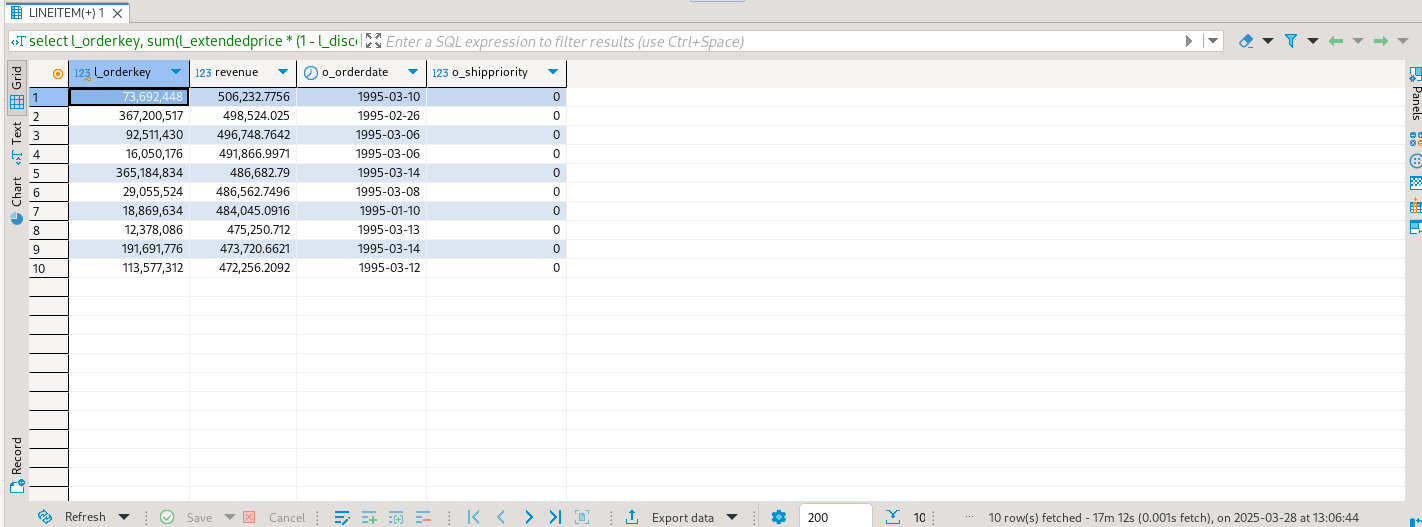 LINEITEM(+) 1
select l_orderkey, sum(l_extendedprice * (1 - l_disc Enter a SQL expression to filter results (use Ctrl+Space)
Grid
Text
Chart
Record
123 l_orderkey 123 revenue o_orderdate 123 o_shippriority
1 73,692,448 506,232.7756 1995-03-10 0
2 367,200,517 498,524.025 1995-02-26 0
3 92,511,430 496,748.7642 1995-03-06 0
4 16,050,176 491,866.9971 1995-03-06 0
5 365,184,834 486,682.79 1995-03-14 0
6 29,055,524 486,562.7496 1995-03-08 0
7 18,869,634 484,045.0916 1995-01-10 0
8 12,378,086 475,250.712 1995-03-13 0
9 191,691,776 473,720.6621 1995-03-14 0
10 113,577,312 472,256.2092 1995-03-12 0
Panels
Refresh Save Cancel Export data 200 10 ... 10 row(s) fetched - 17m 12s (0.001s fetch), on 2025-03-28 at 13:06:44